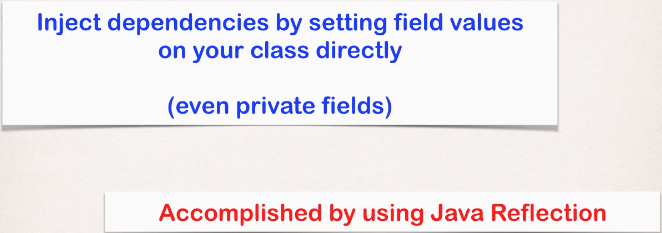 Inject dependencies by setting field values
on your class directly
(even private fields)
Accomplished by using Java Reflection